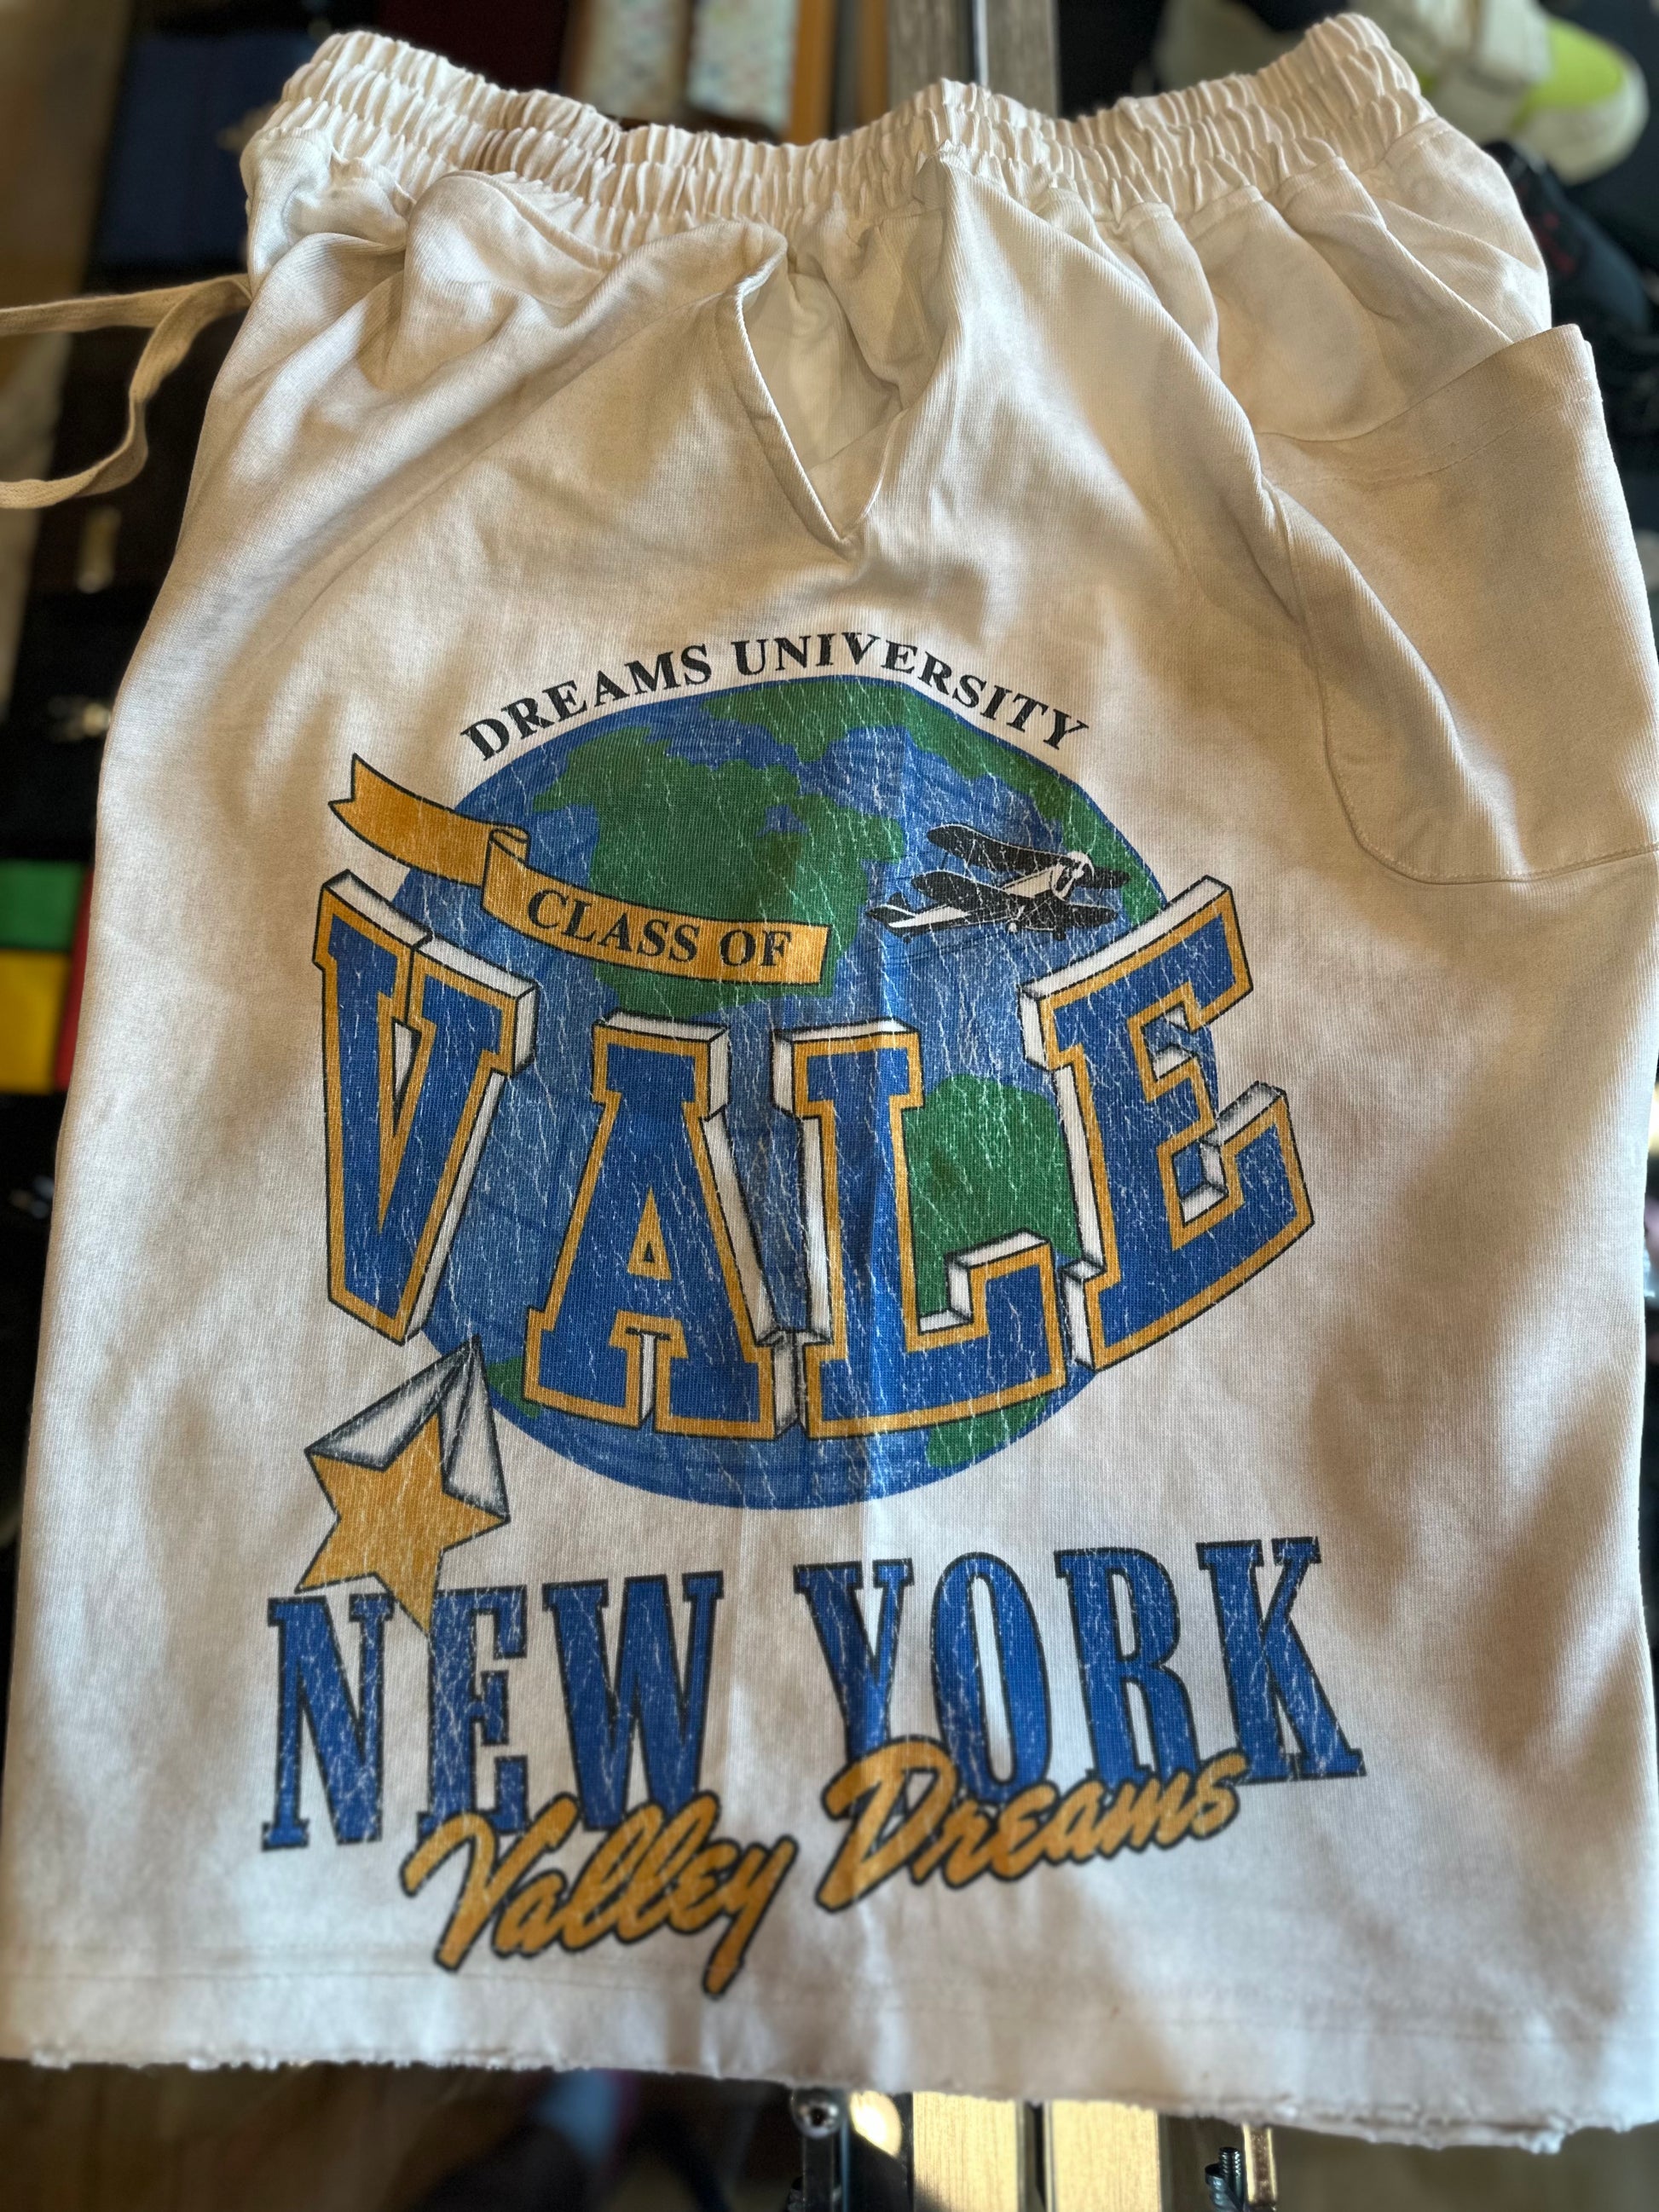 DREAMS UNIVERSITY
CLASS OF
VALE
NEW YORK
Valley Dreams